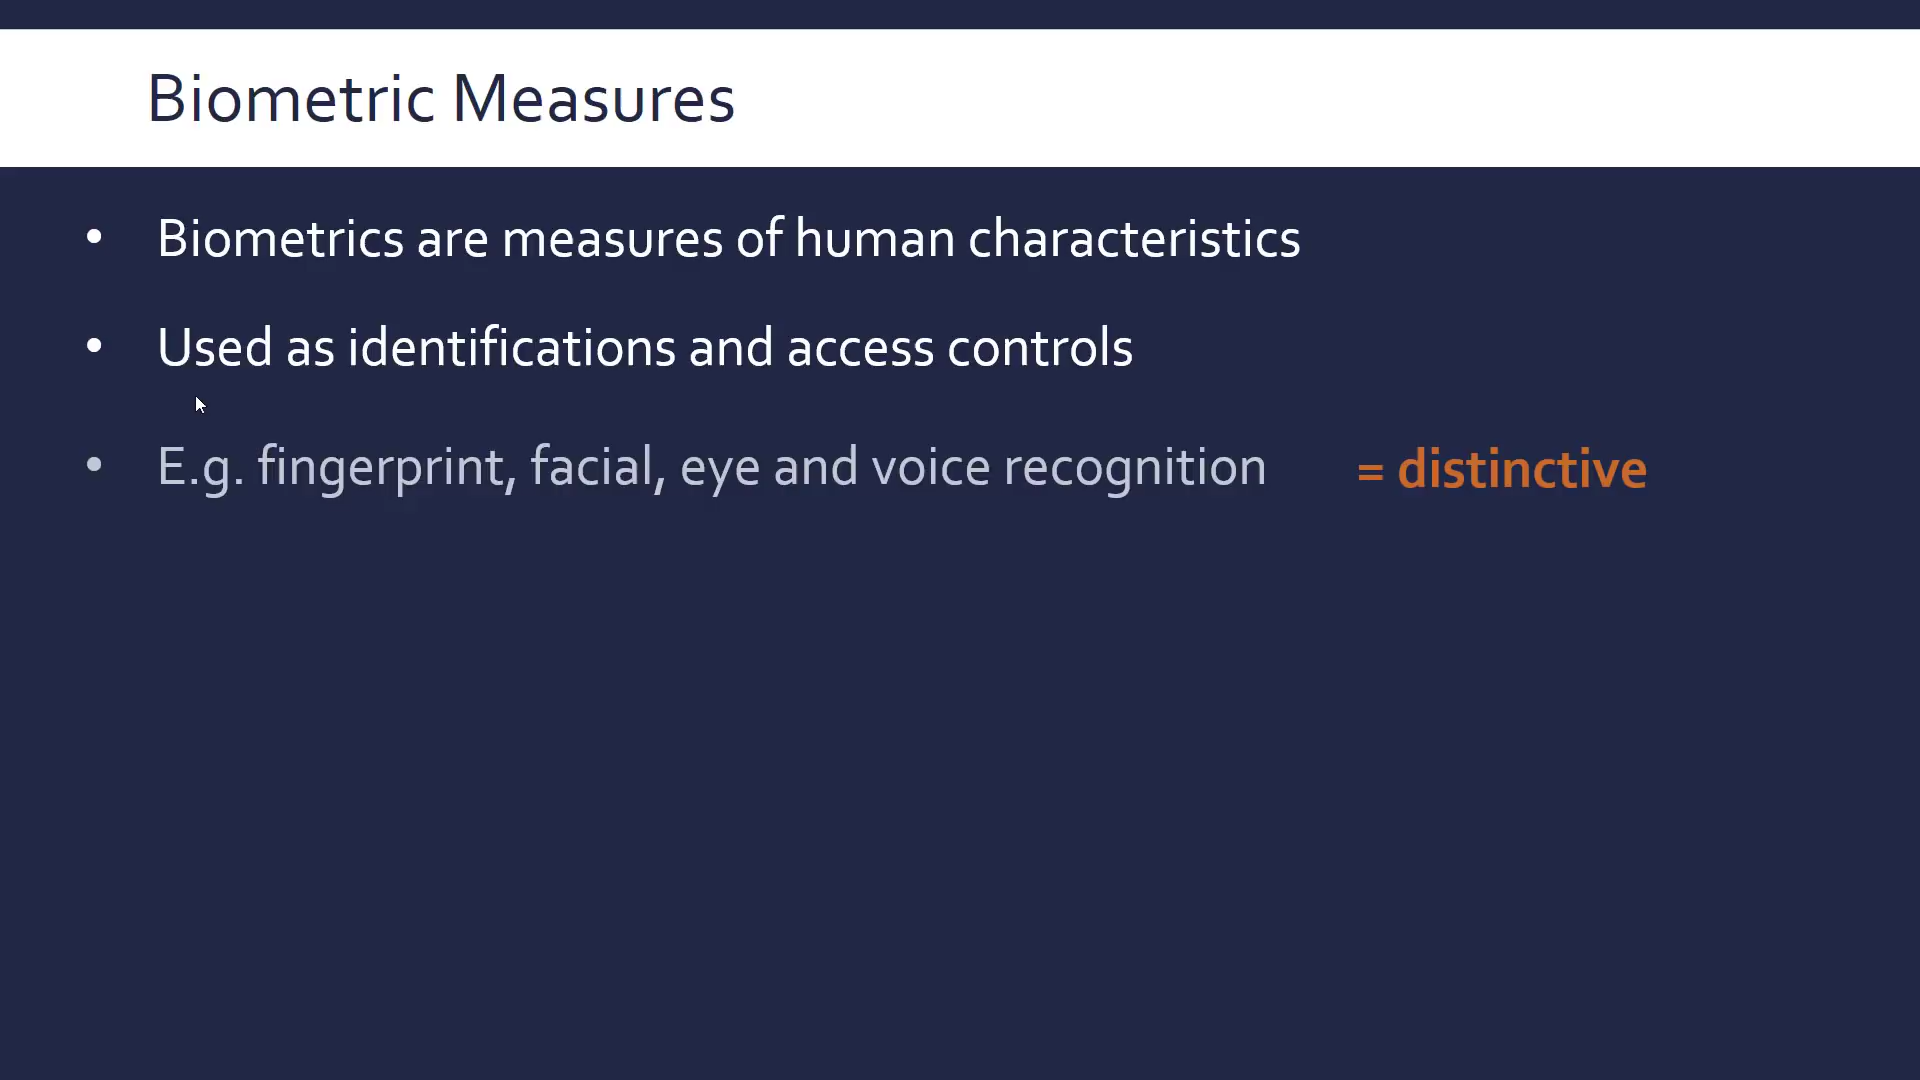 Biometric Measures
• Biometrics are measures of human characteristics
• Used as identifications and access controls
• E.g. fingerprint, facial, eye and voice recognition = distinctive